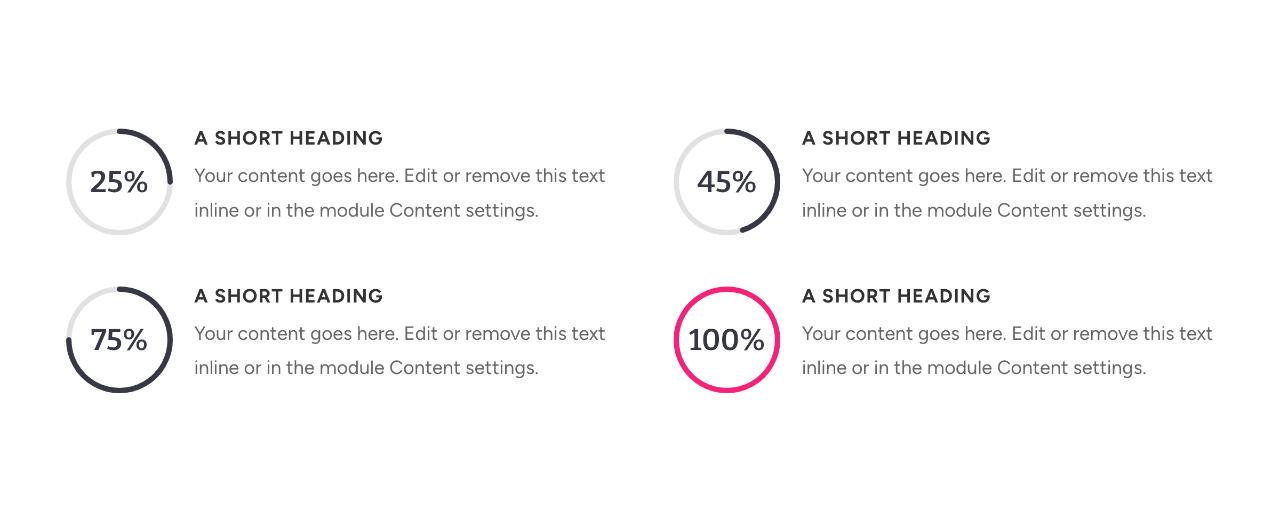 25%
A SHORT HEADING
Your content goes here. Edit or remove this text
inline or in the module Content settings.
45%
A SHORT HEADING
Your content goes here. Edit or remove this text
inline or in the module Content settings.
75%
A SHORT HEADING
Your content goes here. Edit or remove this text
inline or in the module Content settings.
100%
A SHORT HEADING
Your content goes here. Edit or remove this text
inline or in the module Content settings.